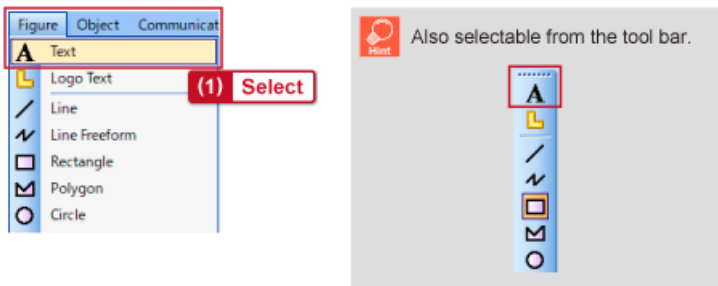 Figure Object Communicat
A Text
Logo Text
(1) Select
Line
Line Freeform
Rectangle
Polygon
Circle
Hint
Also selectable from the tool bar.
A